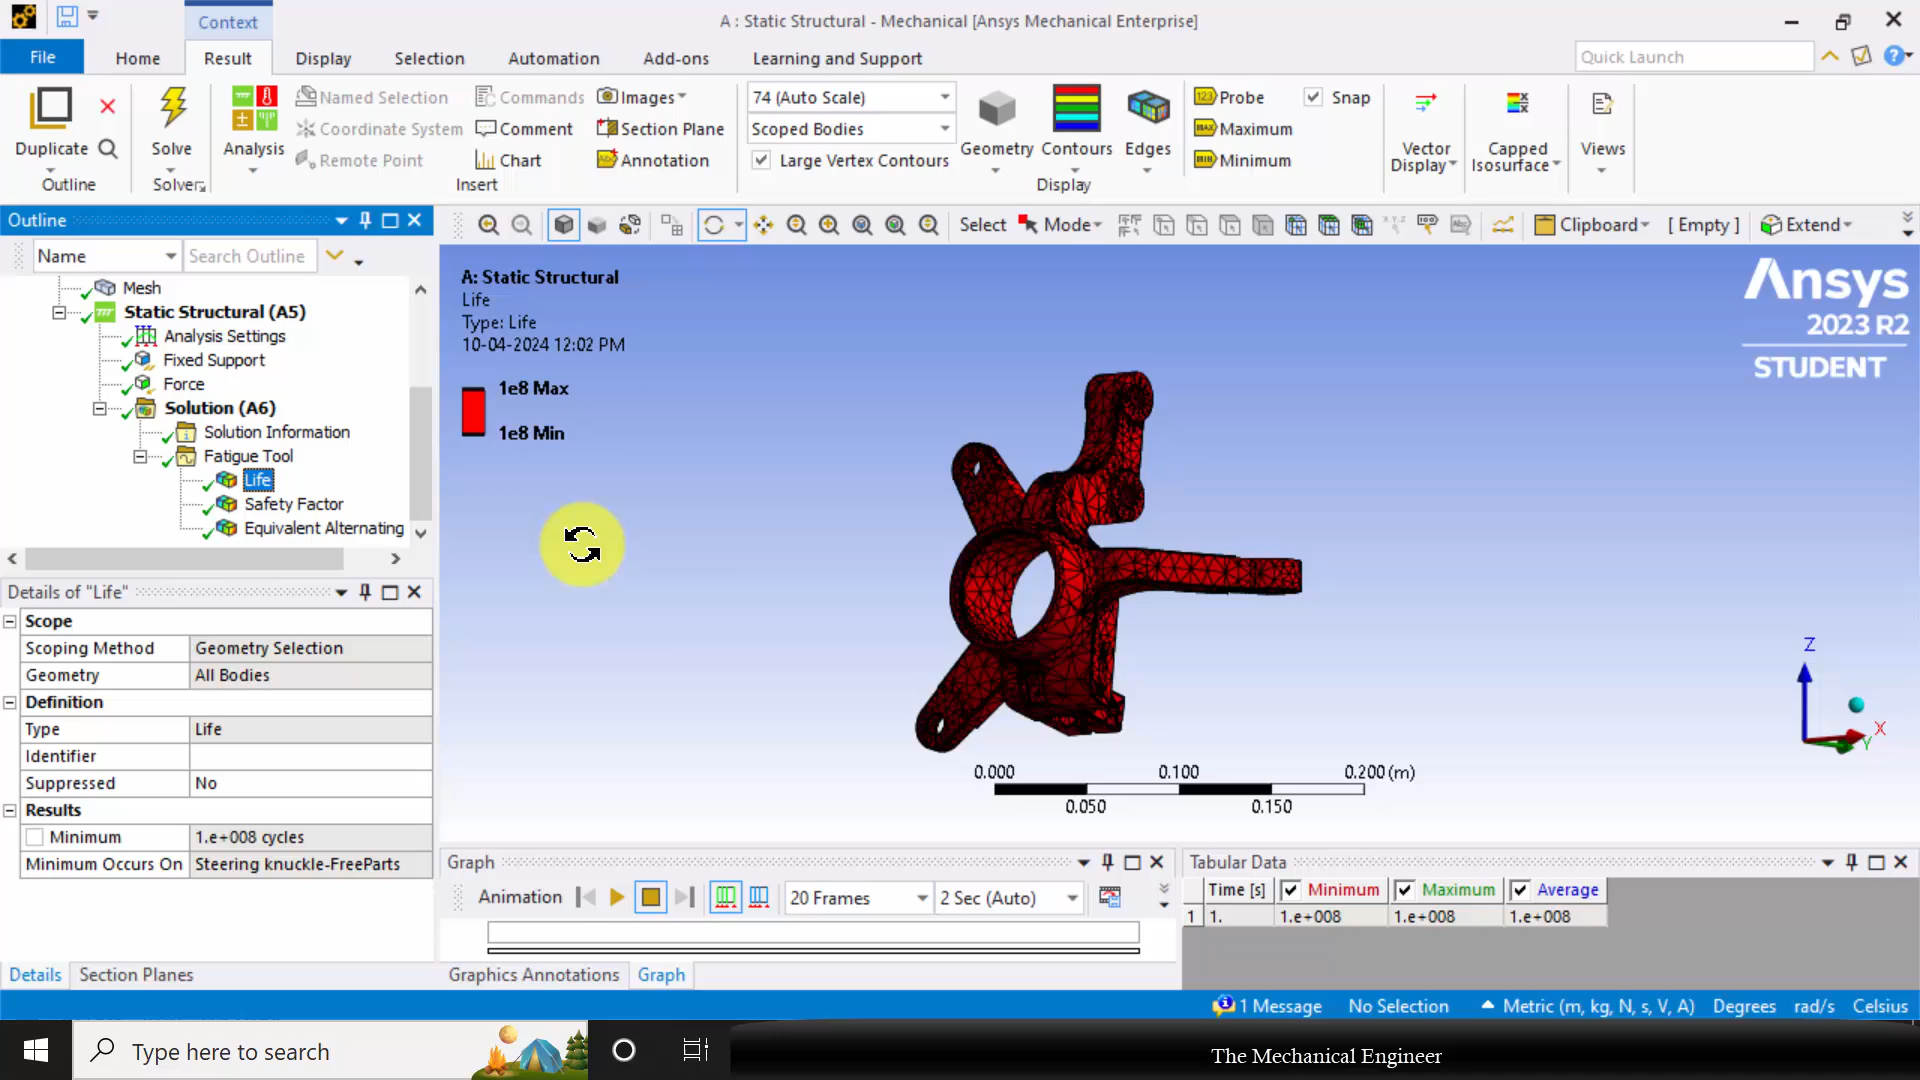 Context
A : Static Structural - Mechanical [Ansys Mechanical Enterprise]
File
Home
Result
Display
Selection
Automation
Add-ons
Learning and Support
Quick Launch
Duplicate
Outline
Solve
Solver
Analysis
Named Selection
Coordinate System
Remote Point
Commands
Comment
Chart
Images
Section Plane
Annotation
Insert
74 (Auto Scale)
Scoped Bodies
Large Vertex Contours
Geometry
Contours
Edges
Display
Probe
Maximum
Minimum
Snap
Vector
Display
Capped
Isosurface
Views
Outline
Name
Search Outline
Select
Mode
Clipboard
[ Empty ]
Extend
Mesh
Static Structural (A5)
Analysis Settings
Fixed Support
Force
Solution (A6)
Solution Information
Fatigue Tool
Life
Safety Factor
Equivalent Alternating
A: Static Structural
Life
Type: Life
10-04-2024 12:02 PM
1e8 Max
1e8 Min
Ansys
2023 R2
STUDENT
Z
X
Y
0.000
0.100
0.200 (m)
0.050
0.150
Details of "Life"
Scope
Scoping Method Geometry Selection
Geometry All Bodies
Definition
Type Life
Identifier
Suppressed No
Results
Minimum 1.e+008 cycles
Minimum Occurs On Steering knuckle-FreeParts
Details
Section Planes
Graph
Animation
20 Frames
2 Sec (Auto)
Graphics Annotations
Graph
Tabular Data
Time [s] Minimum Maximum Average
1 1. 1.e+008 1.e+008 1.e+008
1 Message
No Selection
Metric (m, kg, N, s, V, A)
Degrees
rad/s
Celsius
Type here to search
The Mechanical Engineer